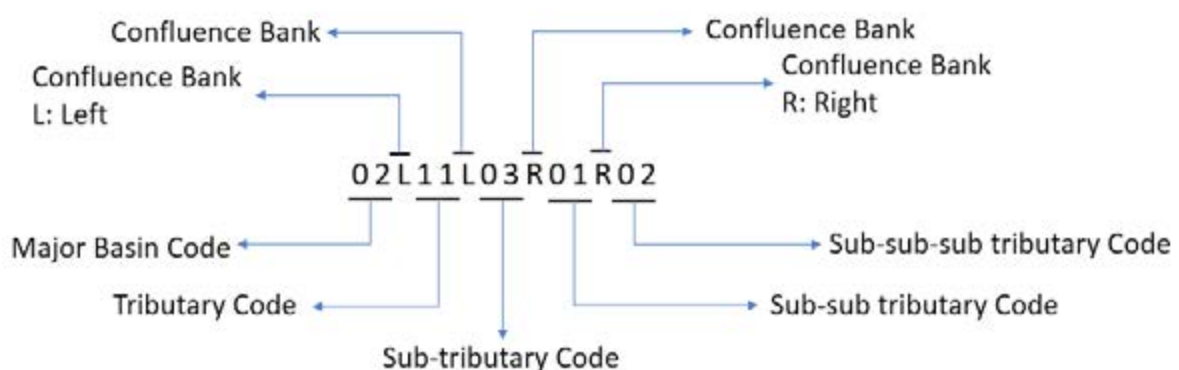 Confluence Bank
Confluence Bank
Confluence Bank
L: Left
Confluence Bank
R: Right
02L11L03R01R02
Major Basin Code
Sub-sub-sub tributary Code
Tributary Code
Sub-sub tributary Code
Sub-tributary Code